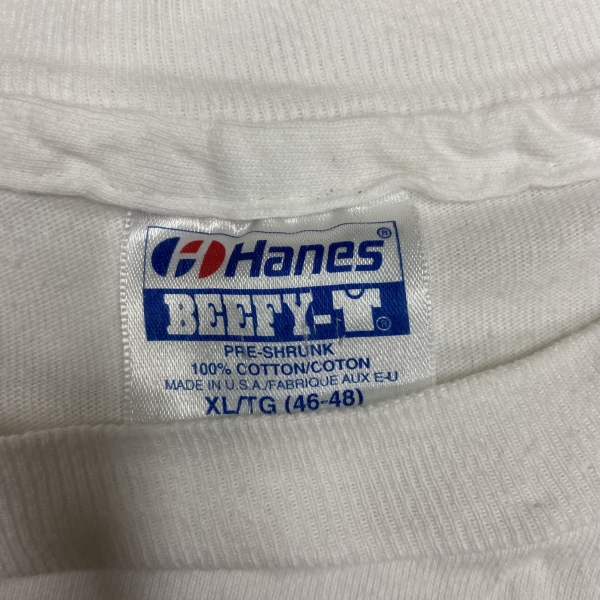 Hanes®
BEEFY-T®
PRE-SHRUNK
100% COTTON/COTON
MADE IN U.S.A./FABRIQUE AUX E-U
XL/TG (46-48)